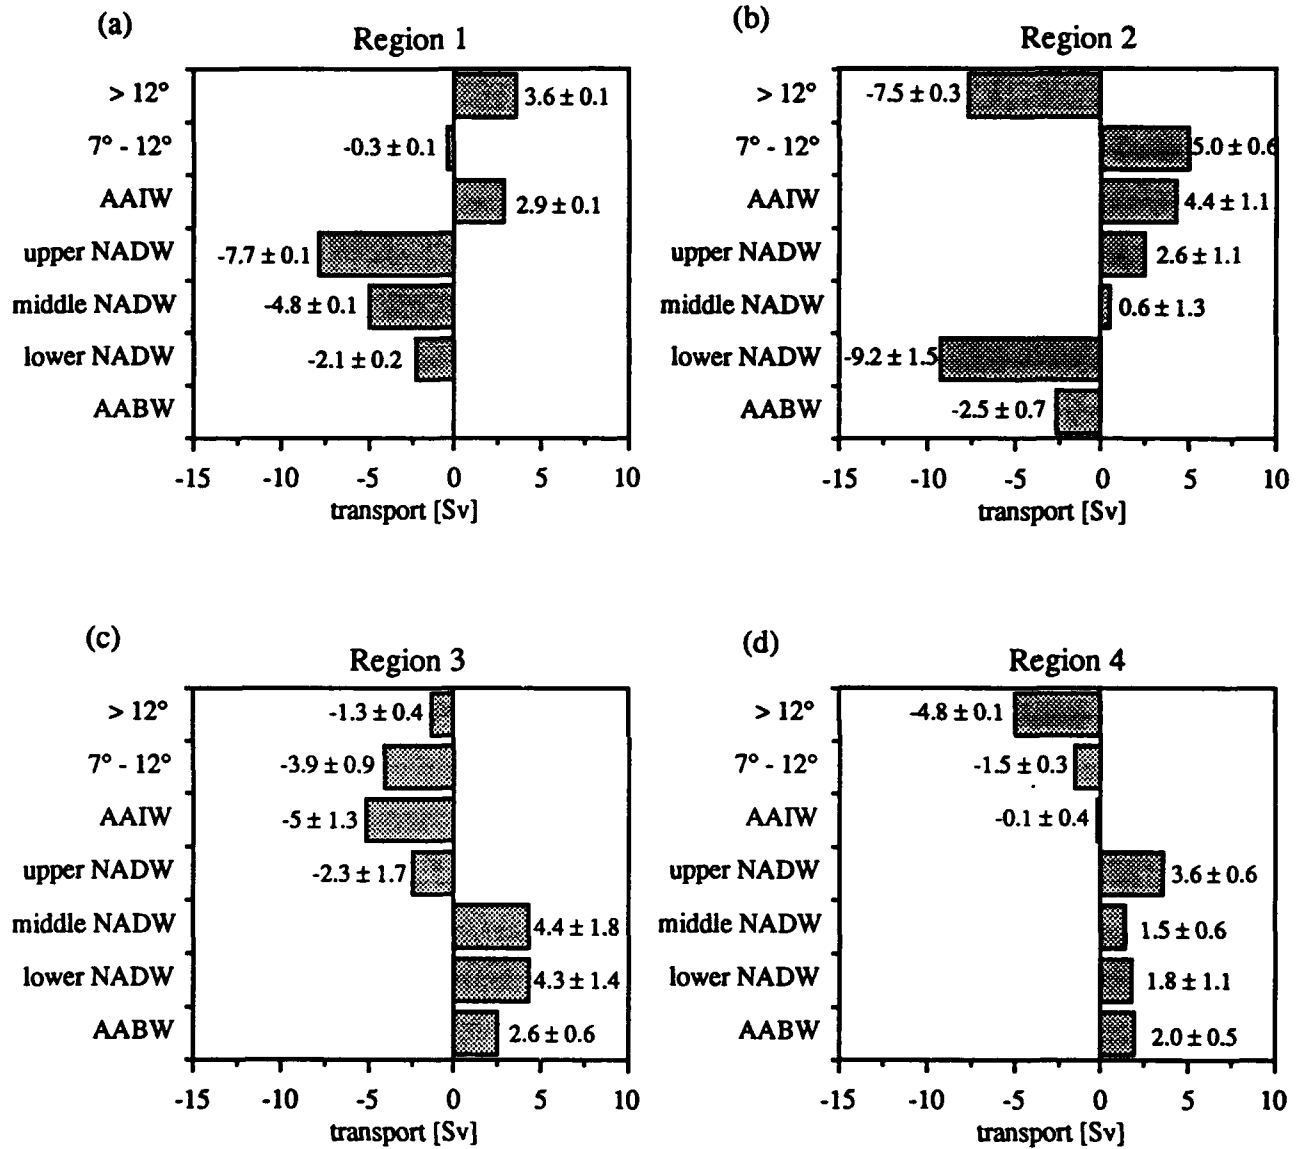 (a)
Region 1
> 12°
3.6 ± 0.1
7° - 12°
-0.3 ± 0.1
AAIW
2.9 ± 0.1
upper NADW
-7.7 ± 0.1
middle NADW
-4.8 ± 0.1
lower NADW
-2.1 ± 0.2
AABW
-15 -10 -5 0 5 10
transport [Sv]
(b)
Region 2
> 12°
-7.5 ± 0.3
7° - 12°
5.0 ± 0.6
AAIW
4.4 ± 1.1
upper NADW
2.6 ± 1.1
middle NADW
0.6 ± 1.3
lower NADW
-9.2 ± 1.5
AABW
-2.5 ± 0.7
-15 -10 -5 0 5 10
transport [Sv]
(c)
Region 3
> 12°
-1.3 ± 0.4
7° - 12°
-3.9 ± 0.9
AAIW
-5 ± 1.3
upper NADW
-2.3 ± 1.7
middle NADW
4.4 ± 1.8
lower NADW
4.3 ± 1.4
AABW
2.6 ± 0.6
-15 -10 -5 0 5 10
transport [Sv]
(d)
Region 4
> 12°
-4.8 ± 0.1
7° - 12°
-1.5 ± 0.3
AAIW
-0.1 ± 0.4
upper NADW
3.6 ± 0.6
middle NADW
1.5 ± 0.6
lower NADW
1.8 ± 1.1
AABW
2.0 ± 0.5
-15 -10 -5 0 5 10
transport [Sv]